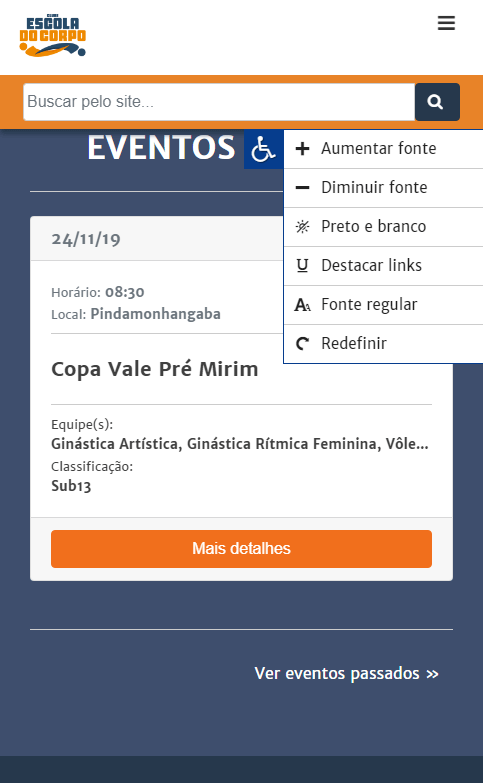 CLUBE
ESCOLA
DO CORPO
Buscar pelo site...
EVENTOS
Aumentar fonte
Diminuir fonte
Preto e branco
Destacar links
Fonte regular
Redefinir
24/11/19
Horário: 08:30
Local: Pindamonhangaba
Copa Vale Pré Mirim
Equipe(s):
Ginástica Artística, Ginástica Rítmica Feminina, Vôle...
Classificação:
Sub13
Mais detalhes
Ver eventos passados »